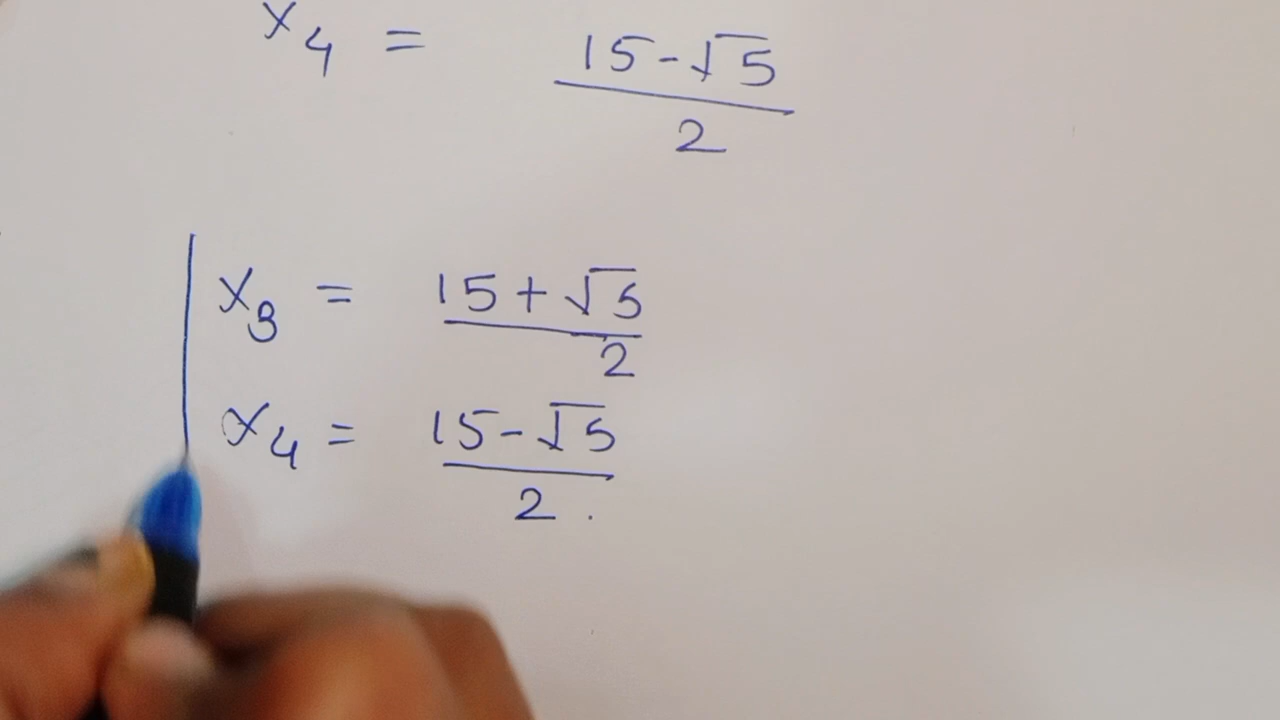 x₄ = (15-√5)/2
x₃ = (15+√5)/2
x₄ = (15-√5)/2.